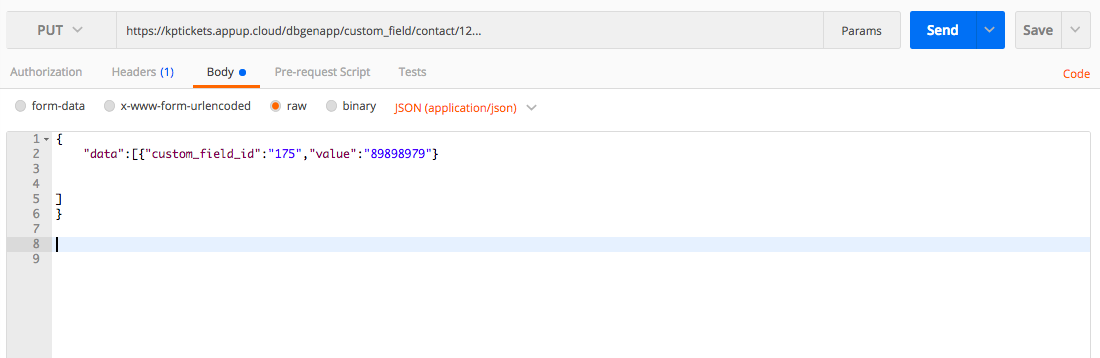 PUT https://kptickets.appup.cloud/dbgenapp/custom_field/contact/12... Params Send Save
Authorization Headers (1) Body Pre-request Script Tests Code
form-data x-www-form-urlencoded raw binary JSON (application/json)
1 {
2 "data":[{"custom_field_id":"175","value":"89898979"}
3
4
5 ]
6 }
7
8
9